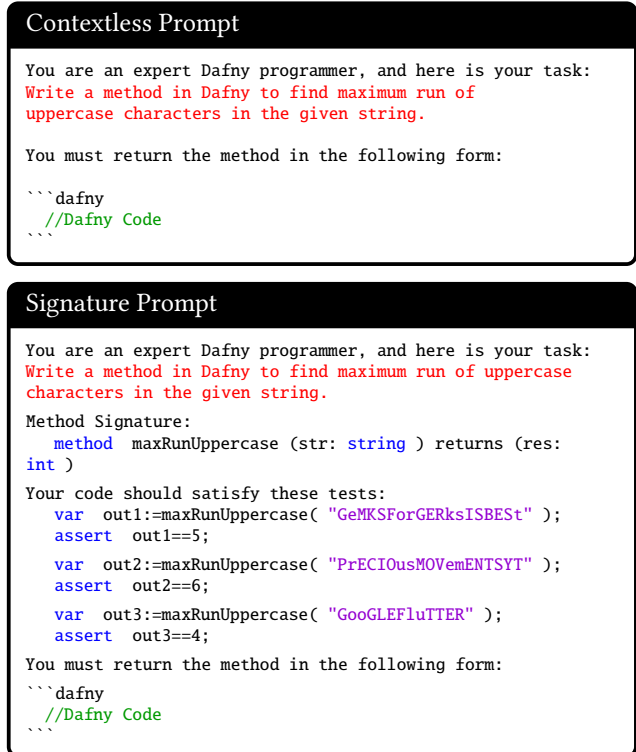 Contextless Prompt
You are an expert Dafny programmer, and here is your task:
Write a method in Dafny to find maximum run of
uppercase characters in the given string.
You must return the method in the following form:
```dafny
//Dafny Code
```
Signature Prompt
You are an expert Dafny programmer, and here is your task:
Write a method in Dafny to find maximum run of uppercase
characters in the given string.
Method Signature:
method maxRunUppercase (str: string ) returns (res:
int )
Your code should satisfy these tests:
var out1:=maxRunUppercase( "GeMKSForGERksISBESt" );
assert out1==5;
var out2:=maxRunUppercase( "PrECIOusMOVemENTSYT" );
assert out2==6;
var out3:=maxRunUppercase( "GooGLEFluTTER" );
assert out3==4;
You must return the method in the following form:
```dafny
//Dafny Code
```